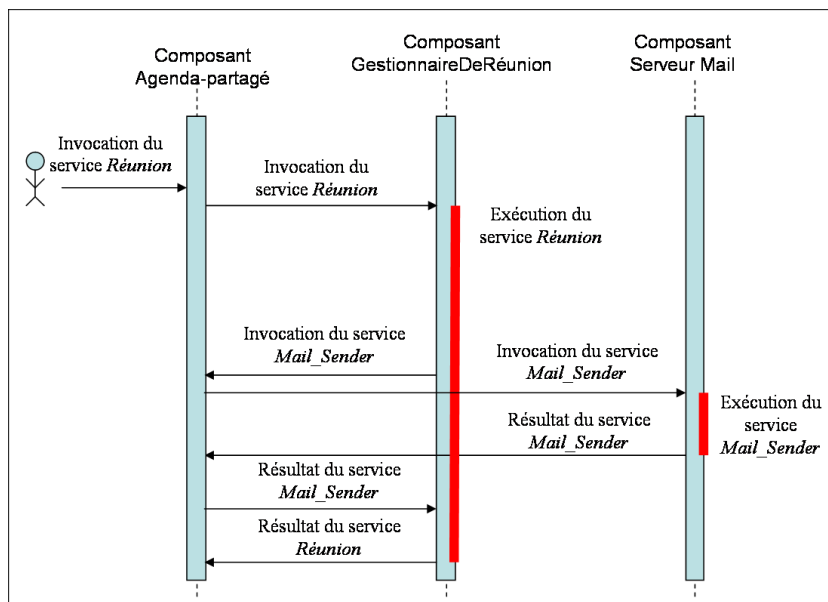 Composant
Agenda-partagé
Composant
GestionnaireDeRéunion
Composant
Serveur Mail
Invocation du
service Réunion
Invocation du
service Réunion
Exécution du
service Réunion
Invocation du service
Mail_Sender
Invocation du service
Mail_Sender
Exécution du
service
Mail_Sender
Résultat du service
Mail_Sender
Résultat du service
Mail_Sender
Résultat du service
Réunion